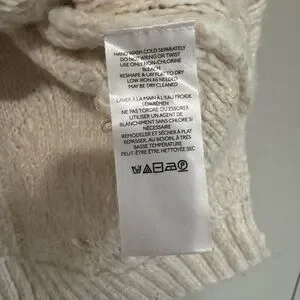 HAND WASH COLD SEPARATELY
DO NOT WRING OR TWIST
USE ONLY NON-CHLORINE
BLEACH
RESHAPE & LAY FLAT TO DRY
LOW IRON AS NEEDED
MAY BE DRY CLEANED
LAVER À LA MAIN À L'EAU FROIDE
SÉPARÉMEN
NE PAS TORDRE OU ESSORER
UTILISER UN AGENT DE
BLANCHIMENT SANS CHLORE SI
NÉCESSAIRE
REMODELER ET SÉCHER À PLAT
REPASSER, AU BESOIN, À TRÈS
BASSE TEMPÉRATURE
PEUT-ÊTRE ÊTRE NETTOYÉE SEC